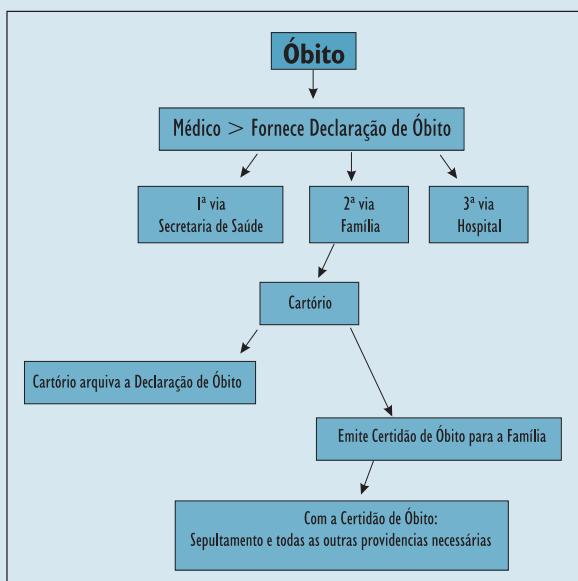 Óbito
Médico > Fornece Declaração de Óbito
1ª via
Secretaria de Saúde
2ª via
Família
3ª via
Hospital
Cartório
Cartório arquiva a Declaração de Óbito
Emite Certidão de Óbito para a Família
Com a Certidão de Óbito:
Sepultamento e todas as outras providencias necessárias